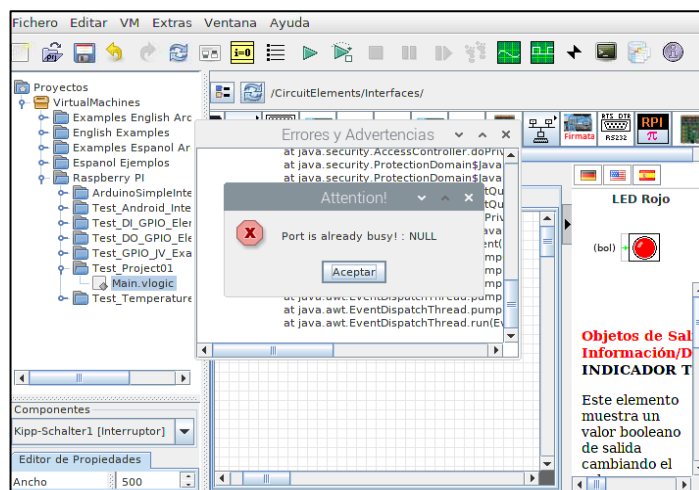 Fichero Editar VM Extras Ventana Ayuda
i=0
Proyectos
VirtualMachines
Examples English Arc
English Examples
Examples Espanol Ar
Espanol Ejemplos
Raspberry PI
ArduinoSimpleInte
Test_Android_Inte
Test_DI_GPIO_Eler
Test_DO_GPIO_Ele
Test_GPIO_JV_Exa
Test_Project01
Main.vlogic
Test_Temperature
Componentes
Kipp-Schalter1 [Interruptor]
Editor de Propiedades
Ancho 500
/CircuitElements/Interfaces/
Firmata
RTS DTR
RS232
RPI
π
Errores y Advertencias
at java.security.AccessController.doPriv
at java.security.ProtectionDomain$Java
Attention!
Port is already busy! : NULL
Aceptar
at java.awt.EventDispatchThread.pump
at java.awt.EventDispatchThread.pump
at java.awt.EventDispatchThread.run(Ev
LED Rojo
(bol)
Objetos de Sal
Información/D
INDICADOR T
Este elemento
muestra un
valor booleano
de salida
cambiando el